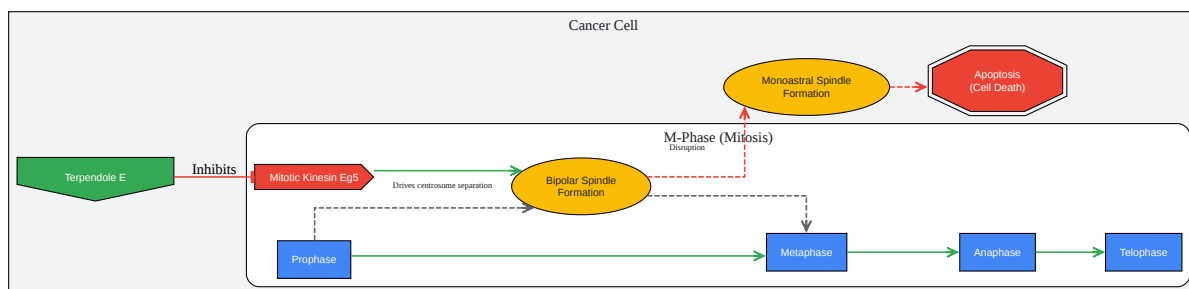 Cancer Cell
Monoastral Spindle
Formation
Apoptosis
(Cell Death)
M-Phase (Mitosis)
Disruption
Terpendole E
Inhibits
Mitotic Kinesin Eg5
Drives centrosome separation
Bipolar Spindle
Formation
Prophase
Metaphase
Anaphase
Telophase